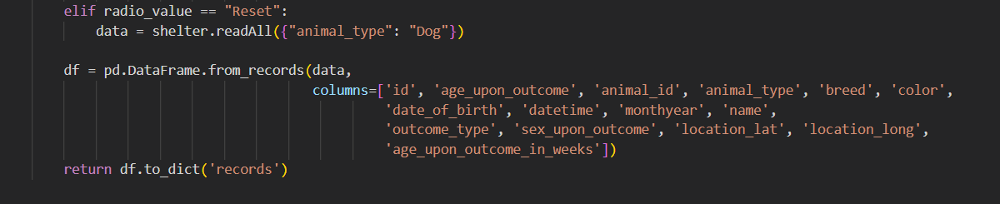 elif radio_value == "Reset":
data = shelter.readAll({"animal_type": "Dog"})
df = pd.DataFrame.from_records(data,
columns=['id', 'age_upon_outcome', 'animal_id', 'animal_type', 'breed', 'color',
'date_of_birth', 'datetime', 'monthyear', 'name',
'outcome_type', 'sex_upon_outcome', 'location_lat', 'location_long',
'age_upon_outcome_in_weeks'])
return df.to_dict('records')